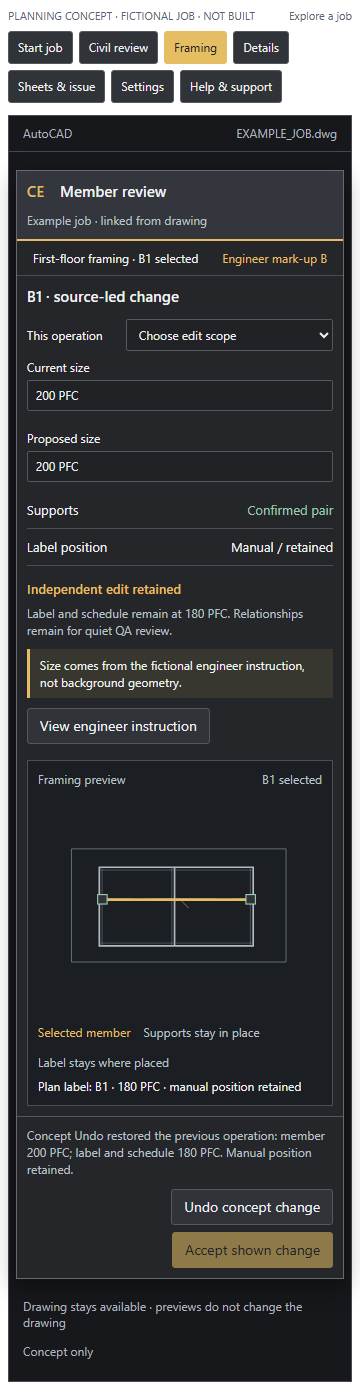 PLANNING CONCEPT · FICTIONAL JOB · NOT BUILT
Explore a job
Start job
Civil review
Framing
Details
Sheets & issue
Settings
Help & support
AutoCAD
EXAMPLE_JOB.dwg
CE Member review
Example job · linked from drawing
First-floor framing · B1 selected
Engineer mark-up B
B1 · source-led change
This operation
Choose edit scope
Current size
200 PFC
Proposed size
200 PFC
Supports
Confirmed pair
Label position
Manual / retained
Independent edit retained
Label and schedule remain at 180 PFC. Relationships
remain for quiet QA review.
Size comes from the fictional engineer instruction,
not background geometry.
View engineer instruction
Framing preview
B1 selected
Selected member
Supports stay in place
Label stays where placed
Plan label: B1 · 180 PFC · manual position retained
Concept Undo restored the previous operation: member
200 PFC; label and schedule 180 PFC. Manual position
retained.
Undo concept change
Accept shown change
Drawing stays available · previews do not change the
drawing
Concept only